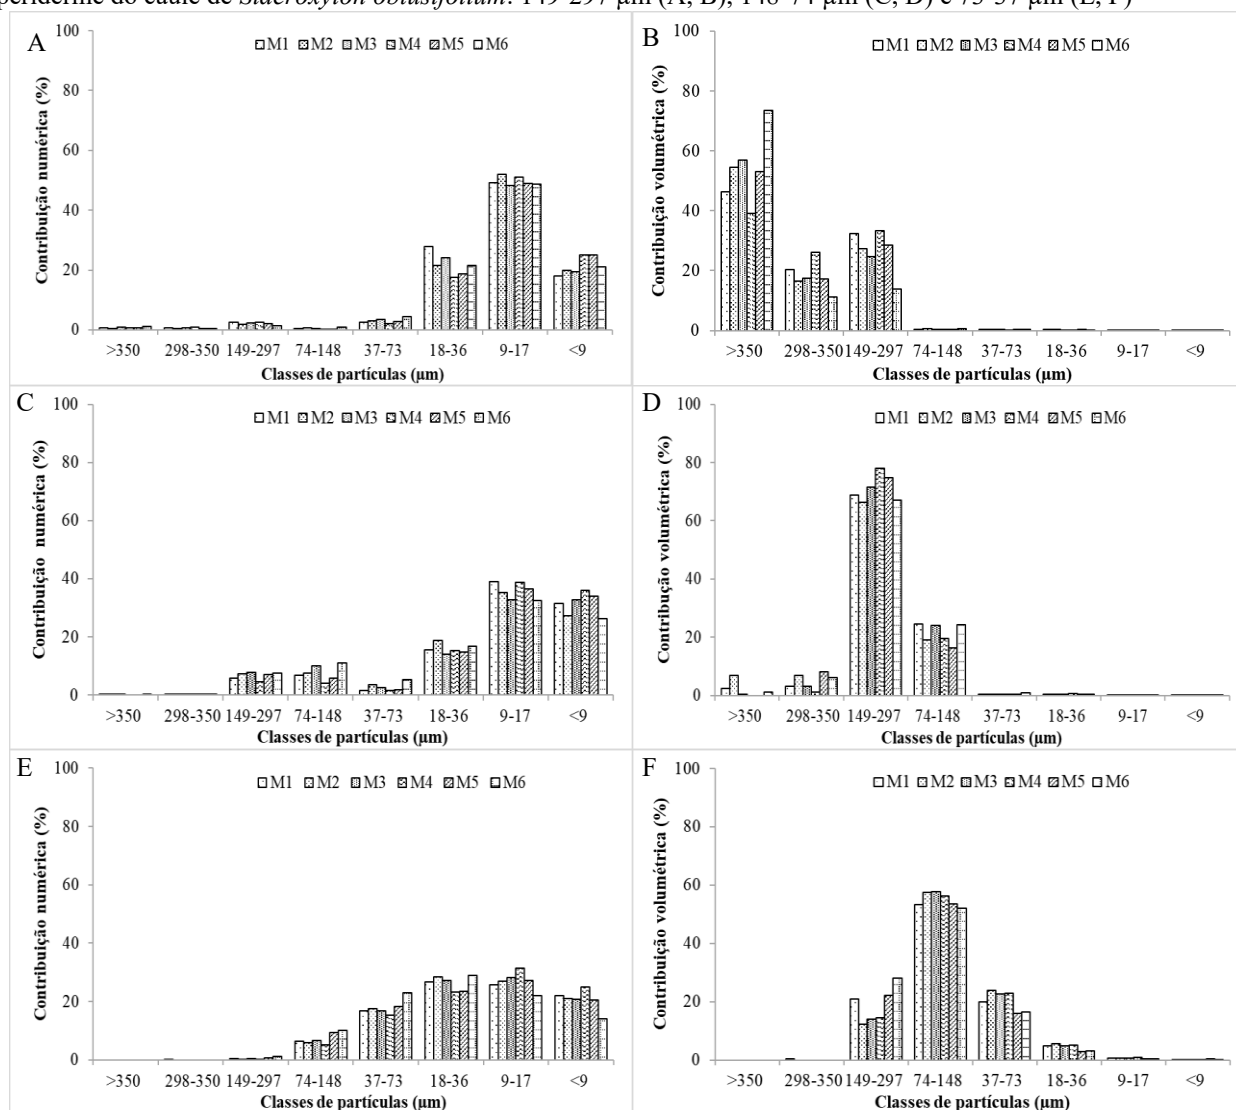 periderme do caule de Sideroxylon obtusifolium: 149-297 µm (A, B); 148-74 µm (C, D) e 73-37 µm (E, F)
A
Contribuição numérica (%)
100
80
60
40
20
0
M1 M2 M3 M4 M5 M6
>350 298-350 149-297 74-148 37-73 18-36 9-17 <9
Classes de partículas (µm)
B
Contribuição volumétrica (%)
100
80
60
40
20
0
M1 M2 M3 M4 M5 M6
>350 298-350 149-297 74-148 37-73 18-36 9-17 <9
Classes de partículas (µm)
C
Contribuição numérica (%)
100
80
60
40
20
0
M1 M2 M3 M4 M5 M6
>350 298-350 149-297 74-148 37-73 18-36 9-17 <9
Classes de partículas (µm)
D
Contribução volumétrica (%)
100
80
60
40
20
0
M1 M2 M3 M4 M5 M6
>350 298-350 149-297 74-148 37-73 18-36 9-17 <9
Classes de partículas (µm)
E
Contribuição numérica (%)
100
80
60
40
20
0
M1 M2 M3 M4 M5 M6
>350 298-350 149-297 74-148 37-73 18-36 9-17 <9
Classes de partículas (µm)
F
Contribuição volumétrica (%)
100
80
60
40
20
0
M1 M2 M3 M4 M5 M6
>350 298-350 149-297 74-148 37-73 18-36 9-17 <9
Classes de partículas (µm)